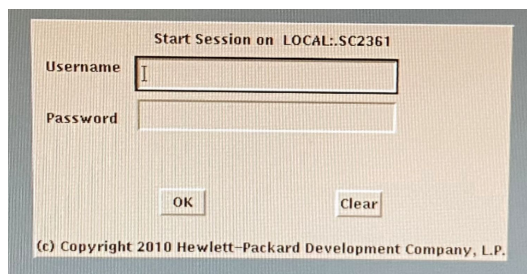 Start Session on LOCAL:.SC2361
Username
Password
OK Clear
(c) Copyright 2010 Hewlett-Packard Development Company, L.P.